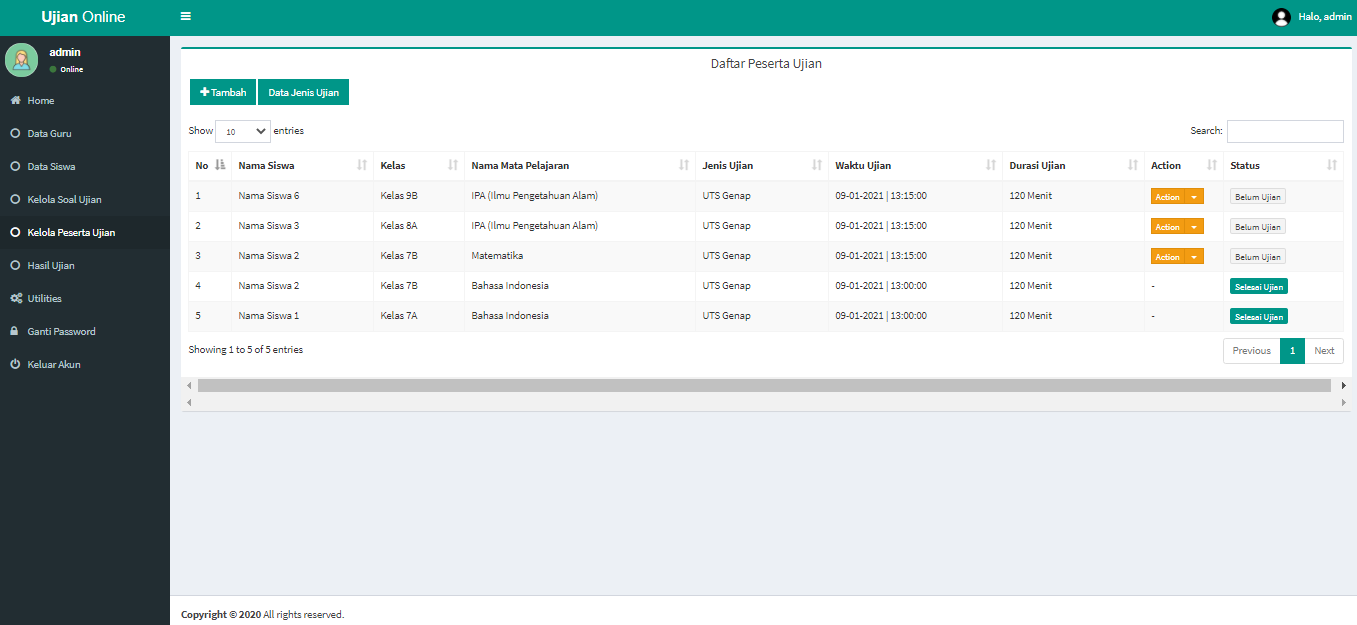 Ujian Online
Halo, admin
admin
Online
Home
Data Guru
Data Siswa
Kelola Soal Ujian
Kelola Peserta Ujian
Hasil Ujian
Utilities
Ganti Password
Keluar Akun
Daftar Peserta Ujian
Tambah Data Jenis Ujian
Show 10 entries Search:
No Nama Siswa Kelas Nama Mata Pelajaran Jenis Ujian Waktu Ujian Durasi Ujian Action Status
1 Nama Siswa 6 Kelas 9B IPA (Ilmu Pengetahuan Alam) UTS Genap 09-01-2021 | 13:15:00 120 Menit Action Belum Ujian
2 Nama Siswa 3 Kelas 8A IPA (Ilmu Pengetahuan Alam) UTS Genap 09-01-2021 | 13:15:00 120 Menit Action Belum Ujian
3 Nama Siswa 2 Kelas 7B Matematika UTS Genap 09-01-2021 | 13:15:00 120 Menit Action Belum Ujian
4 Nama Siswa 2 Kelas 7B Bahasa Indonesia UTS Genap 09-01-2021 | 13:00:00 120 Menit - Selesai Ujian
5 Nama Siswa 1 Kelas 7A Bahasa Indonesia UTS Genap 09-01-2021 | 13:00:00 120 Menit - Selesai Ujian
Showing 1 to 5 of 5 entries Previous 1 Next
Copyright © 2020 All rights reserved.